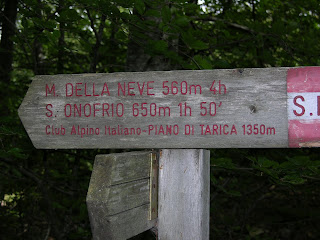 M. DELLA NEVE 560m 4h
S. ONOFRIO 650m 1h 50'
Club Alpino Italiano-PIANO DI TARICA 1350m
S.